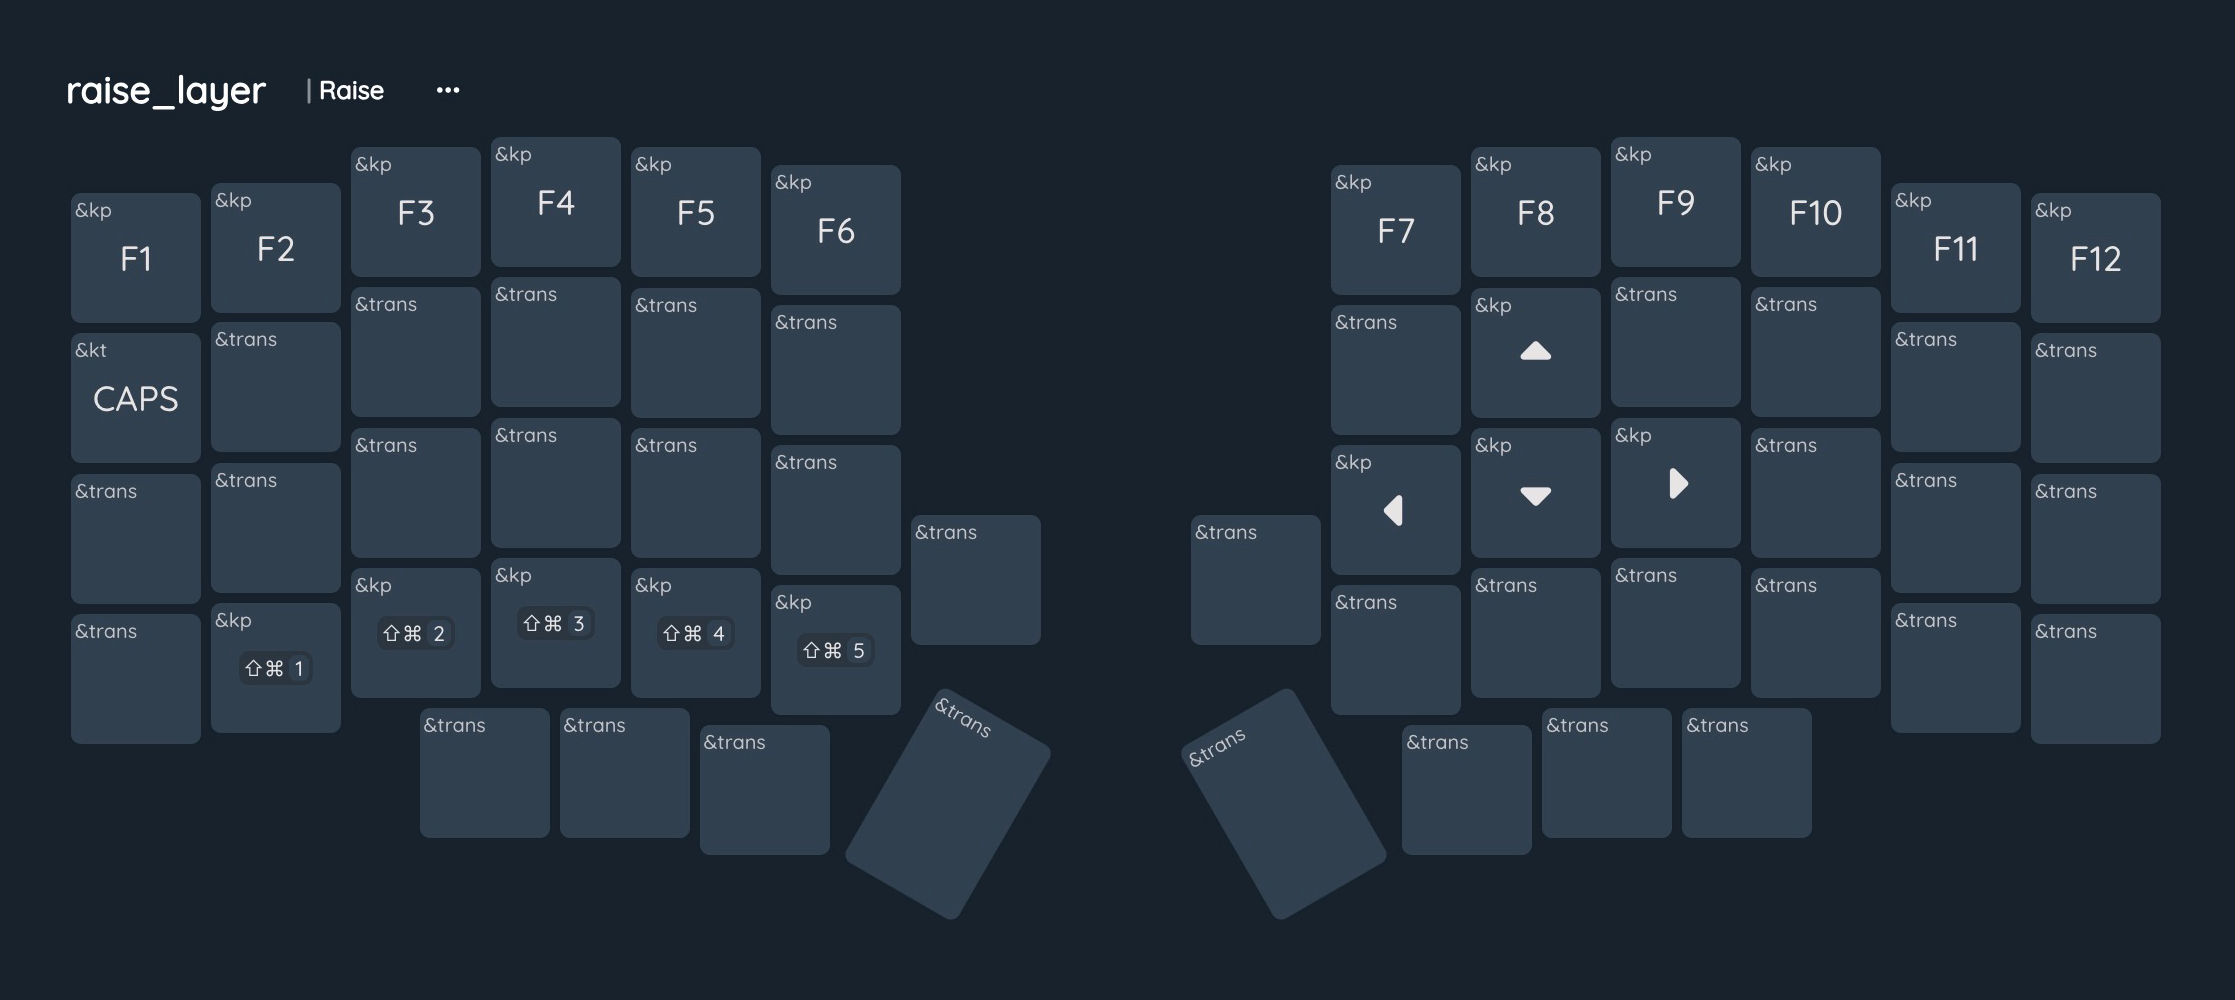 raise_layer | Raise •••
&kp &kp &kp &kp &kp &kp &kp &kp &kp &kp &kp &kp
F1 F2 F3 F4 F5 F6 F7 F8 F9 F10 F11 F12
&kt &trans &trans &trans &trans &trans &trans &kp &trans &trans &trans &trans
CAPS
&trans &trans &trans &trans &trans &trans &kp &kp &kp &trans &trans &trans
&trans &kp &kp &kp &kp &kp &trans &trans &trans &trans &trans &trans &trans &trans
⇧⌘ 1 ⇧⌘ 2 ⇧⌘ 3 ⇧⌘ 4 ⇧⌘ 5
&trans &trans &trans &trans &trans &trans &trans &trans